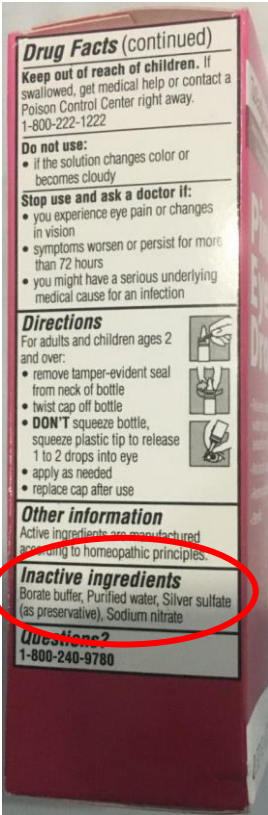 Drug Facts (continued)
Keep out of reach of children. If
swallowed, get medical help or contact a
Poison Control Center right away.
1-800-222-1222
Do not use:
• if the solution changes color or
becomes cloudy
Stop use and ask a doctor if:
• you experience eye pain or changes
in vision
• symptoms worsen or persist for more
than 72 hours
• you might have a serious underlying
medical cause for an infection
Directions
For adults and children ages 2
and over:
• remove tamper-evident seal
from neck of bottle
• twist cap off bottle
• DON'T squeeze bottle,
squeeze plastic tip to release
1 to 2 drops into eye
• apply as needed
• replace cap after use
Other information
Active ingredients are manufactured
according to homeopathic principles.
Inactive ingredients
Borate buffer, Purified water, Silver sulfate
(as preservative), Sodium nitrate
Questions?
1-800-240-9780